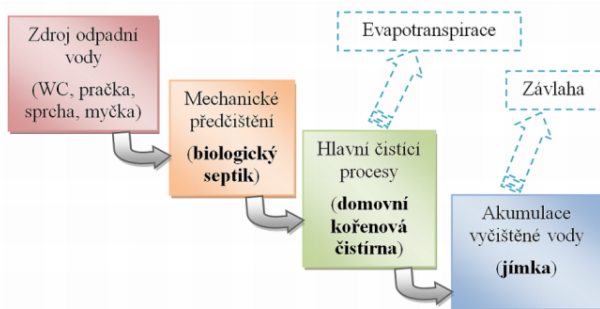 Zdroj odpadní
vody
(WC, pračka,
sprcha, myčka)
Mechanické
předčištění
(biologický
septik)
Evapotranspirace
Hlavní čistící
procesy
(domovní
kořenová
čistírna)
Závlaha
Akumulace
vyčištěné vody
(jímka)